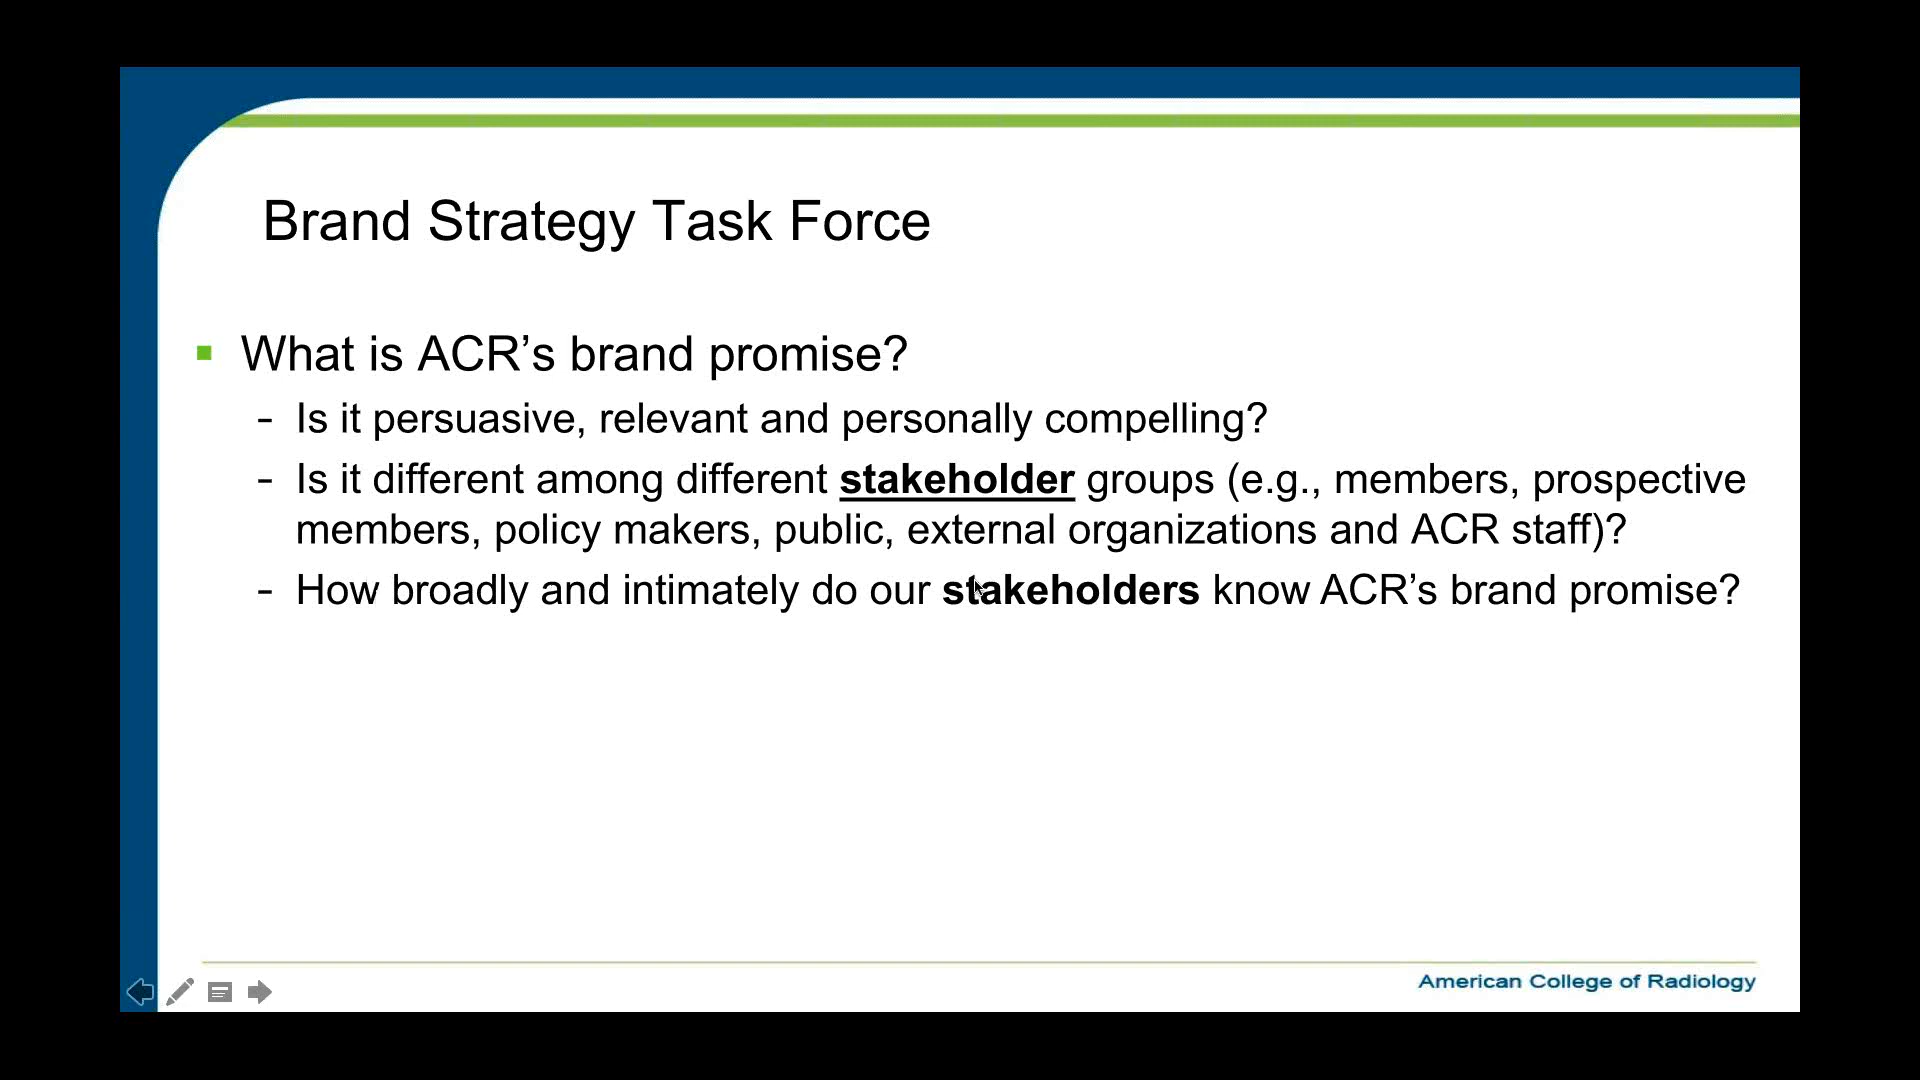 Brand Strategy Task Force
What is ACR’s brand promise?
- Is it persuasive, relevant and personally compelling?
- Is it different among different stakeholder groups (e.g., members, prospective
members, policy makers, public, external organizations and ACR staff)?
- How broadly and intimately do our stakeholders know ACR’s brand promise?
American College of Radiology